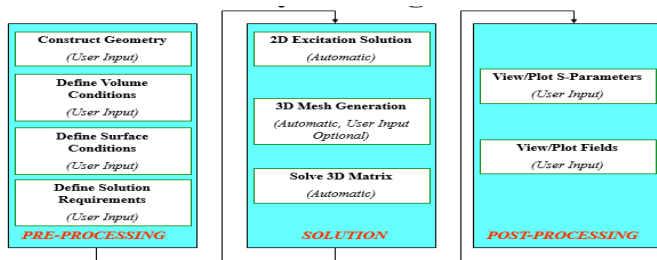 Construct Geometry
(User Input)
Define Volume
Conditions
(User Input)
Define Surface
Conditions
(User Input)
Define Solution
Requirements
(User Input)
PRE-PROCESSING
2D Excitation Solution
(Automatic)
3D Mesh Generation
(Automatic, User Input
Optional)
Solve 3D Matrix
(Automatic)
SOLUTION
View/Plot S-Parameters
(User Input)
View/Plot Fields
(User Input)
POST-PROCESSING